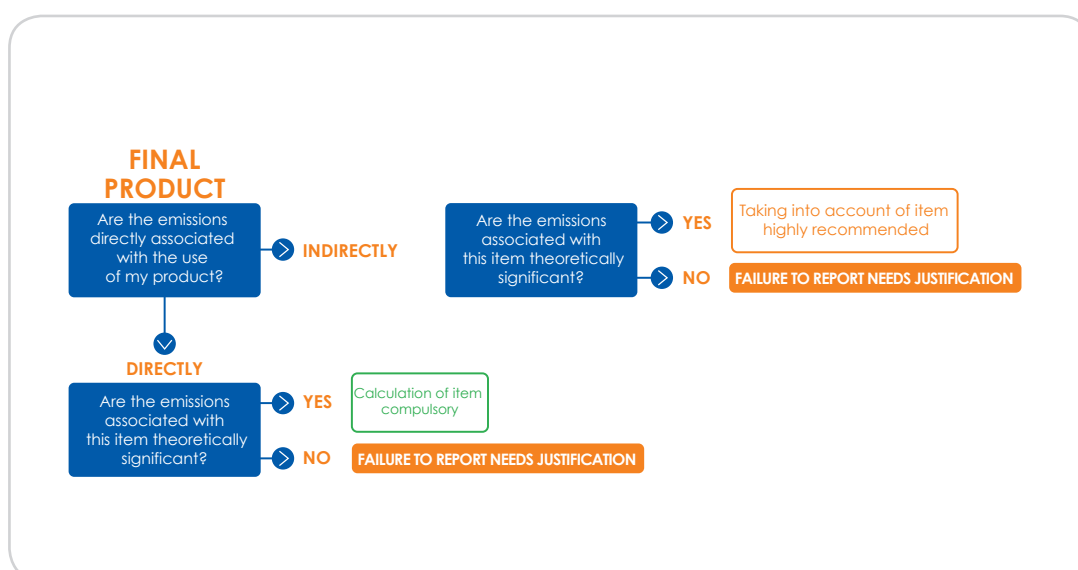 FINAL
PRODUCT
Are the emissions
directly associated
with the use
of my product?
INDIRECTLY
Are the emissions
associated with
this item theoretically
significant?
YES
Taking into account of item
highly recommended
NO
FAILURE TO REPORT NEEDS JUSTIFICATION
DIRECTLY
Are the emissions
associated with
this item theoretically
significant?
YES
Calculation of item
compulsory
NO
FAILURE TO REPORT NEEDS JUSTIFICATION